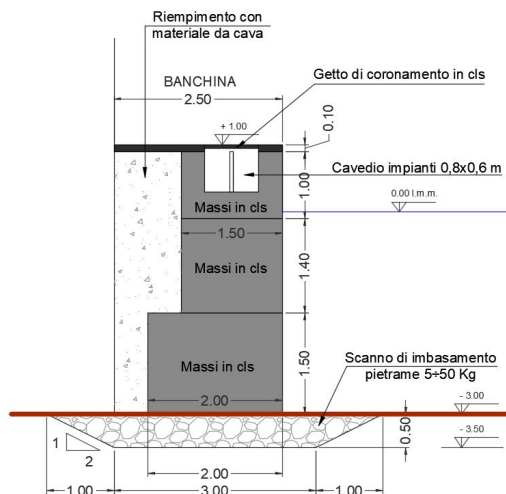 Riempimento con
materiale da cava
BANCHINA
2.50
Getto di coronamento in cls
+ 1.00
0.10
Cavedio impianti 0,8x0,6 m
0.00 l.m.m.
1.00
Massi in cls
1.50
Massi in cls
1.40
Massi in cls
1.50
2.00
Scanno di imbasamento
pietrame 5÷50 Kg
- 3.00
0.50
- 3.50
1
2
2.00
1.00
3.00
1.00